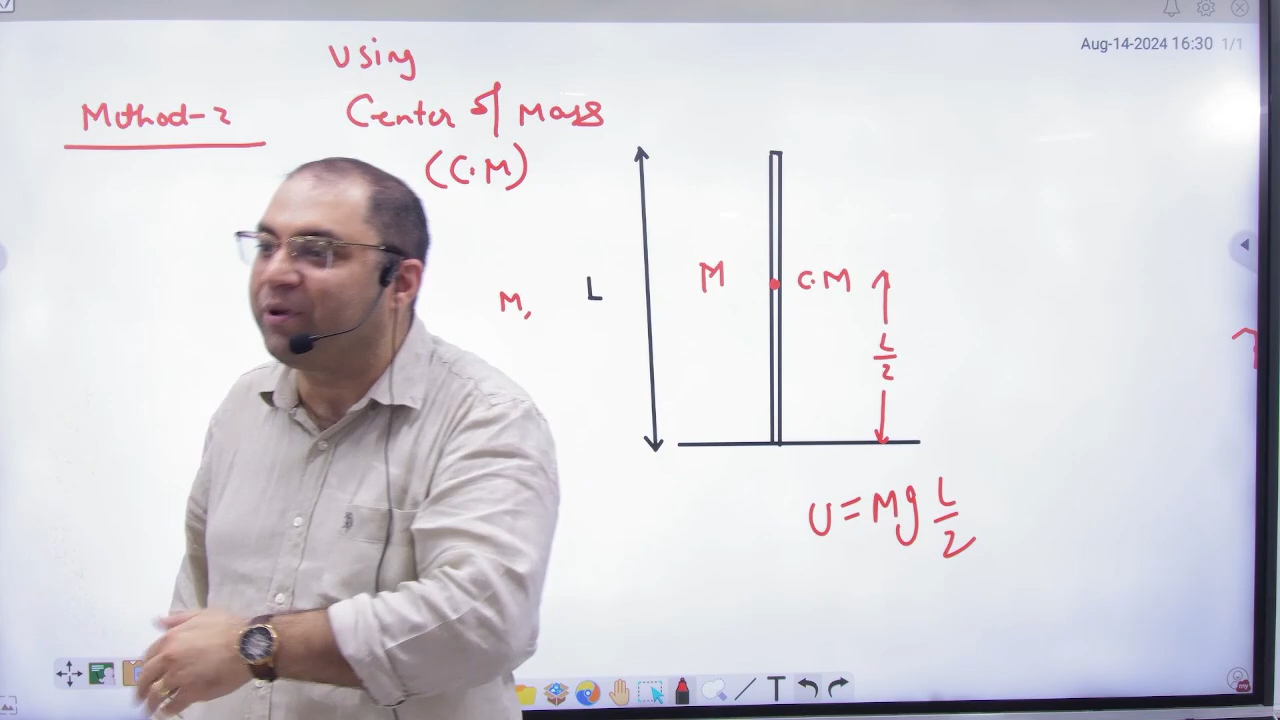 Aug-14-2024 16:30 1/1
Using
Method-2
Center of Mass
(C.M)
M,
L
M
C.M
L/2
U = Mg L/2
T